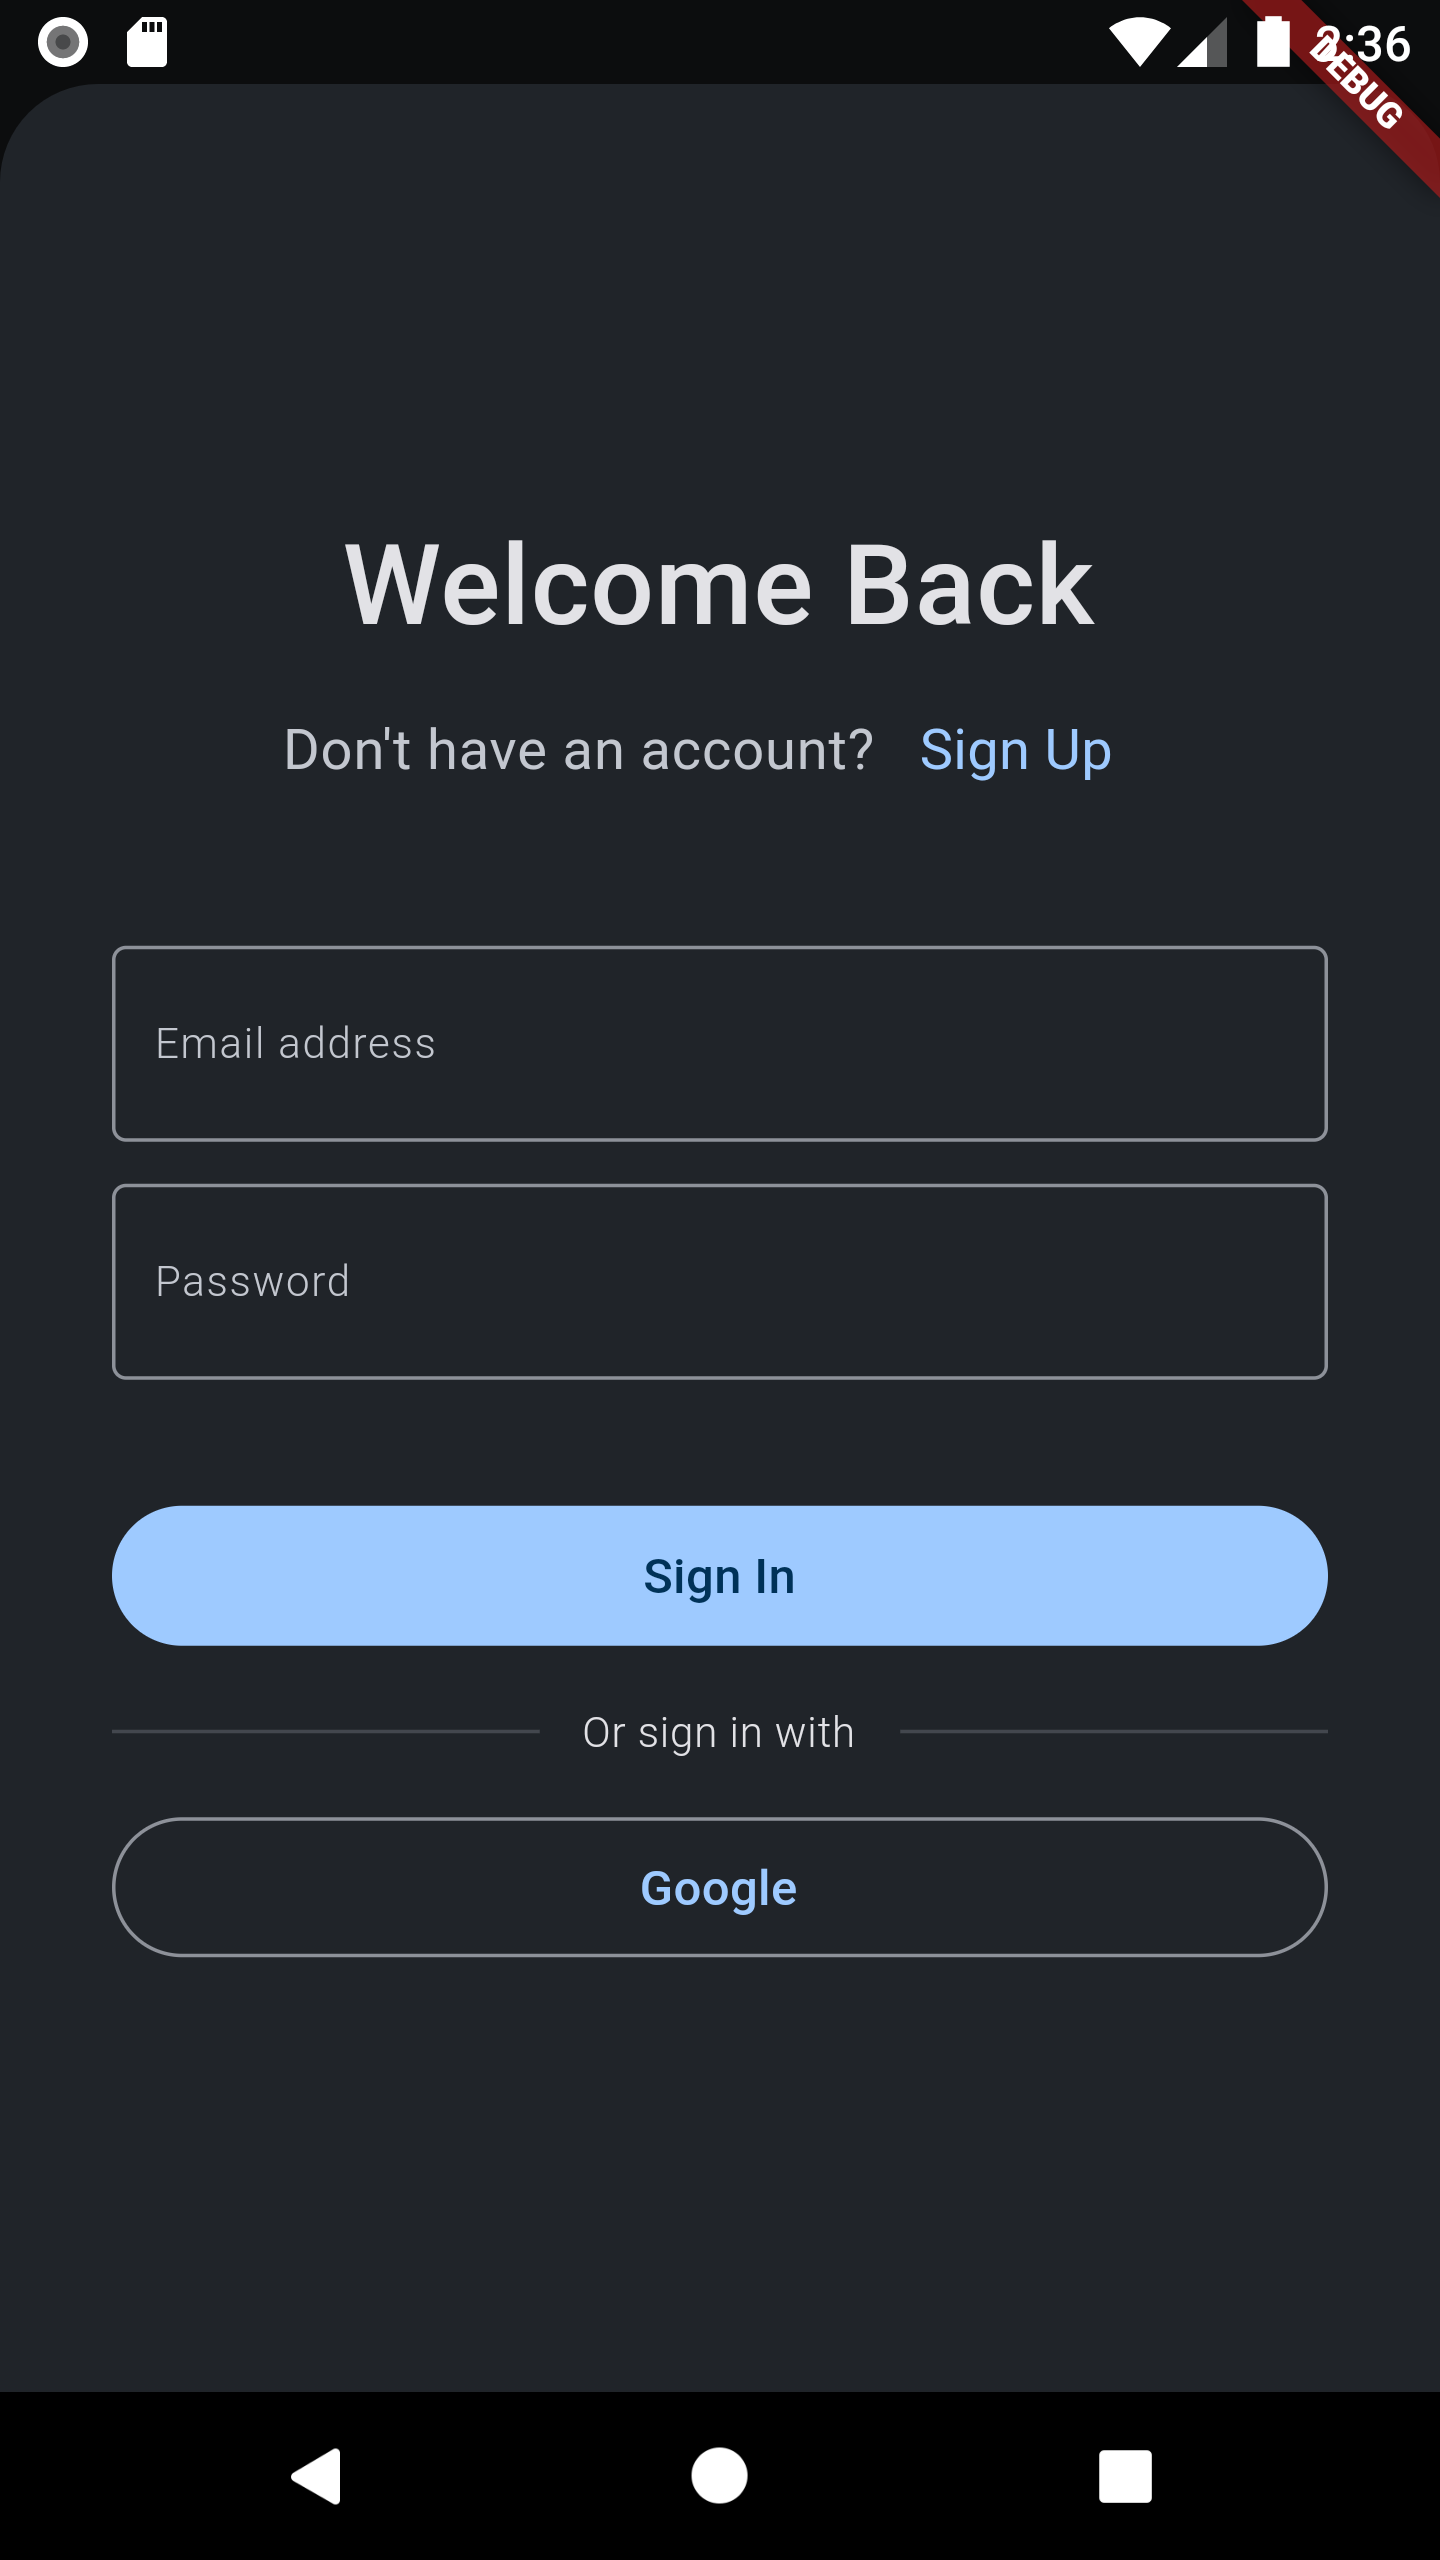 2:36
DEBUG
Welcome Back
Don't have an account? Sign Up
Email address
Password
Sign In
Or sign in with
Google